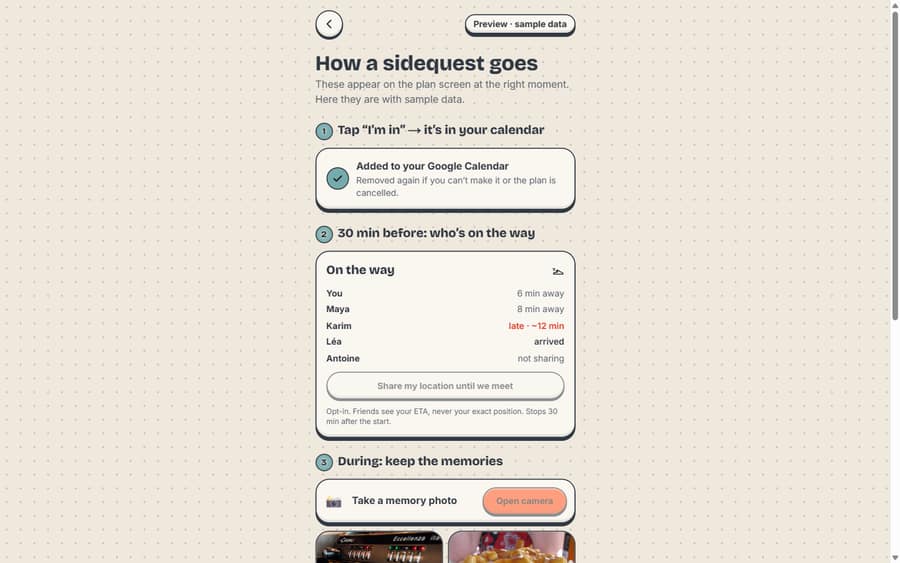 Preview · sample data
How a sidequest goes
These appear on the plan screen at the right moment.
Here they are with sample data.
1 Tap “I’m in” → it’s in your calendar
Added to your Google Calendar
Removed again if you can’t make it or the plan is
cancelled.
2 30 min before: who’s on the way
On the way
You 6 min away
Maya 8 min away
Karim late · ~12 min
Léa arrived
Antoine not sharing
Share my location until we meet
Opt-in. Friends see your ETA, never your exact position. Stops 30
min after the start.
3 During: keep the memories
Take a memory photo Open camera